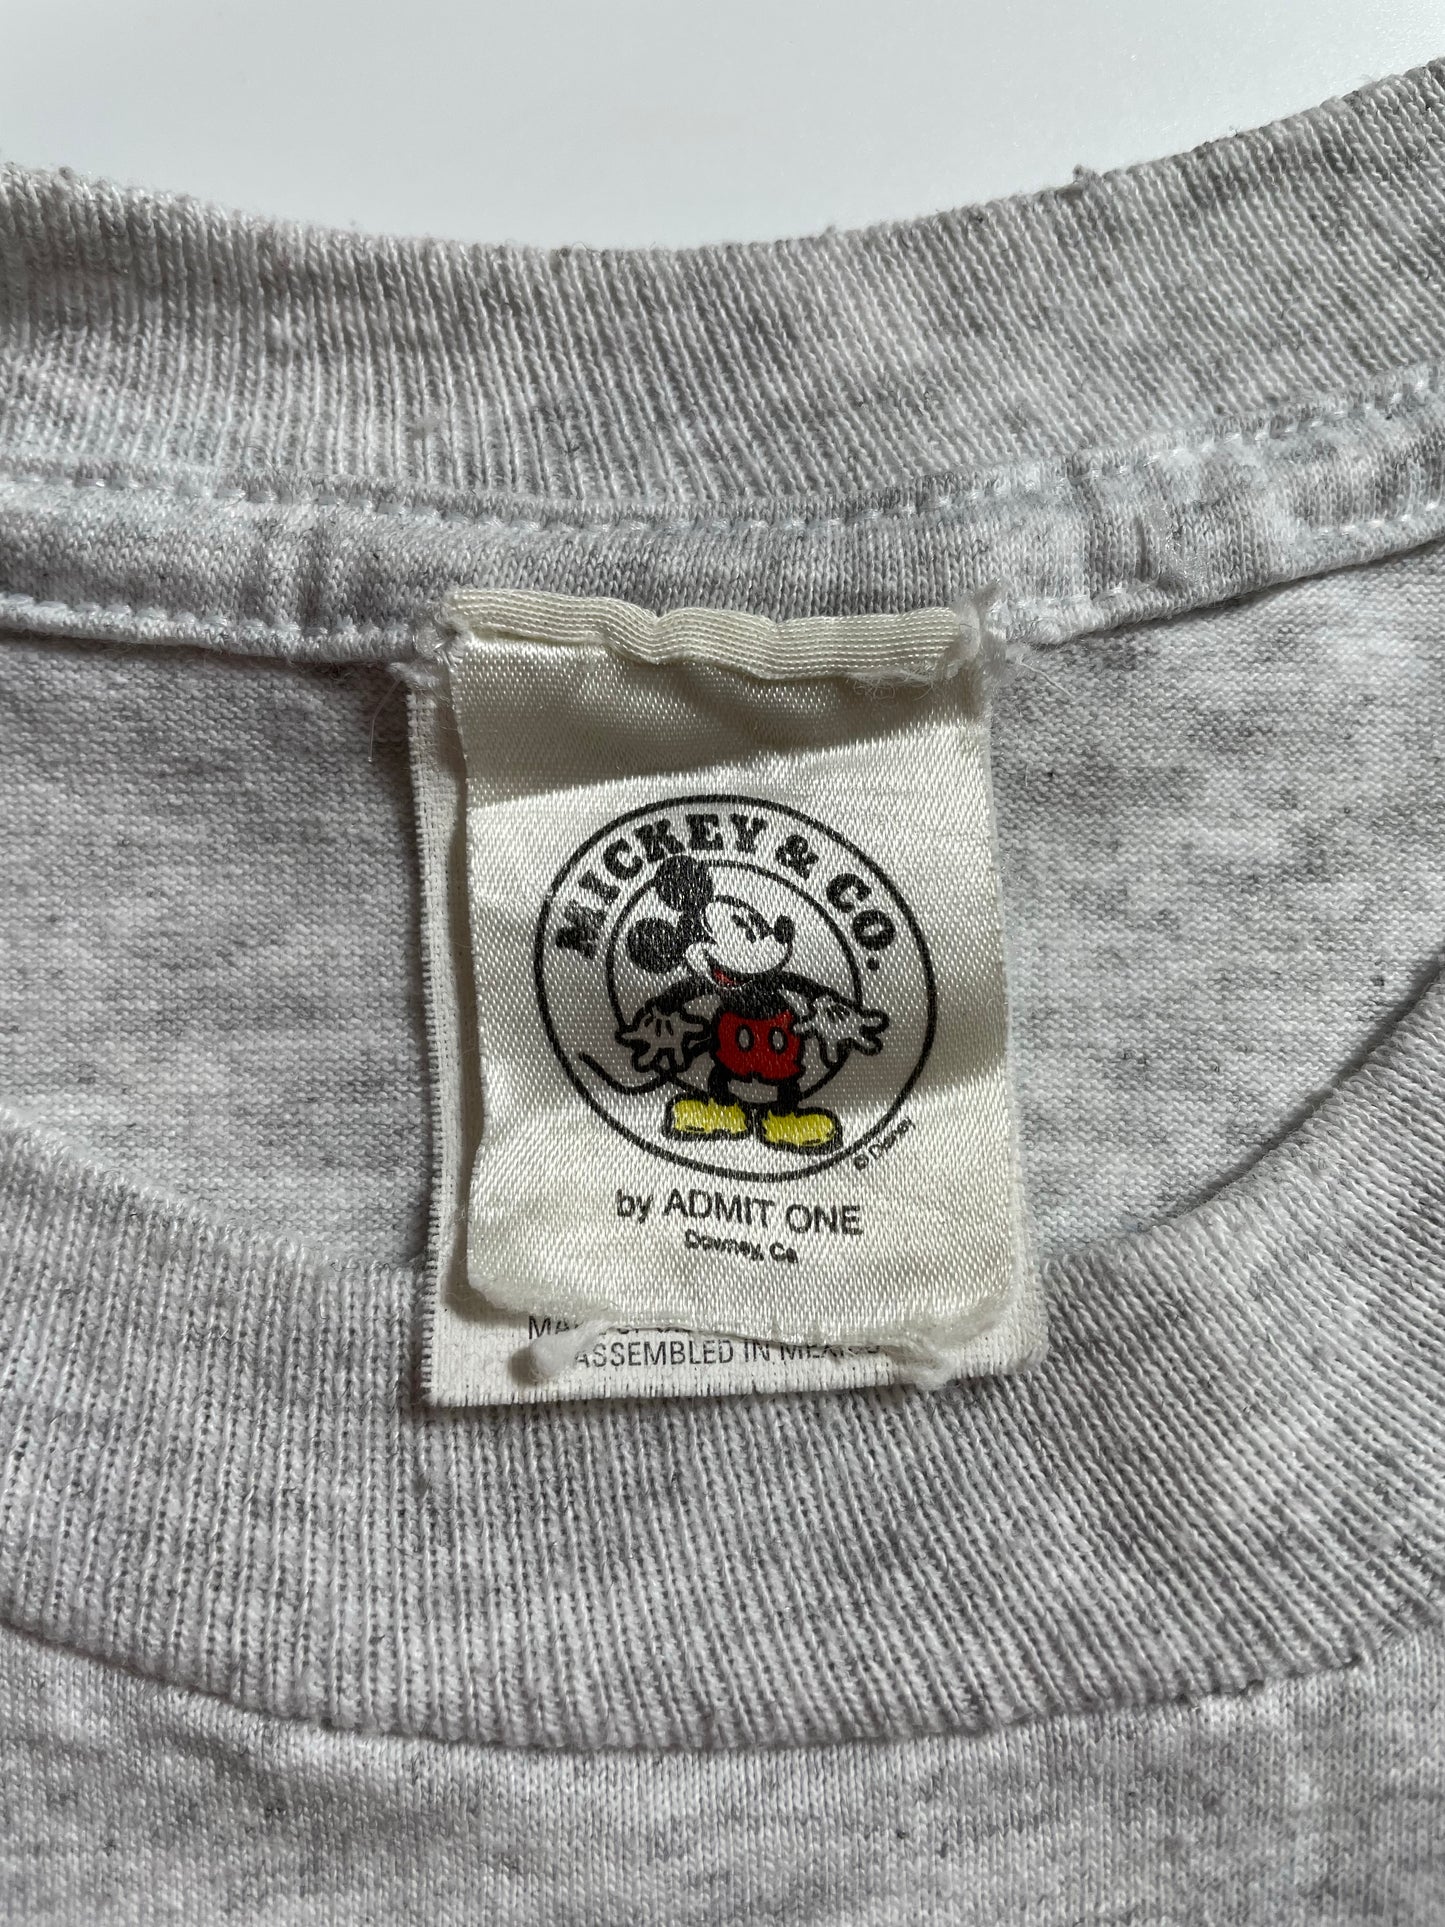 MICKEY & CO.
© Disney
by ADMIT ONE
Downey, Ca
ASSEMBLED IN MEXICO